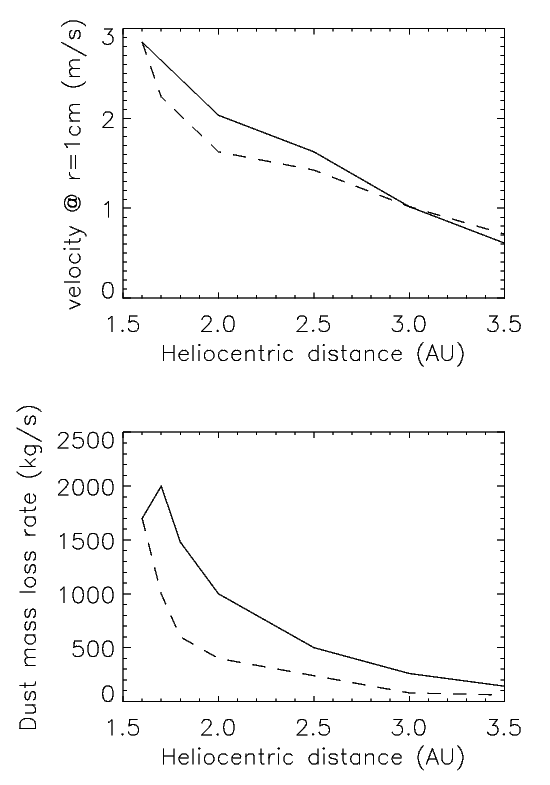 velocity @ r=1cm (m/s)
3
2
1
0
1.5 2.0 2.5 3.0 3.5
Heliocentric distance (AU)
Dust mass loss rate (kg/s)
2500
2000
1500
1000
500
0
1.5 2.0 2.5 3.0 3.5
Heliocentric distance (AU)